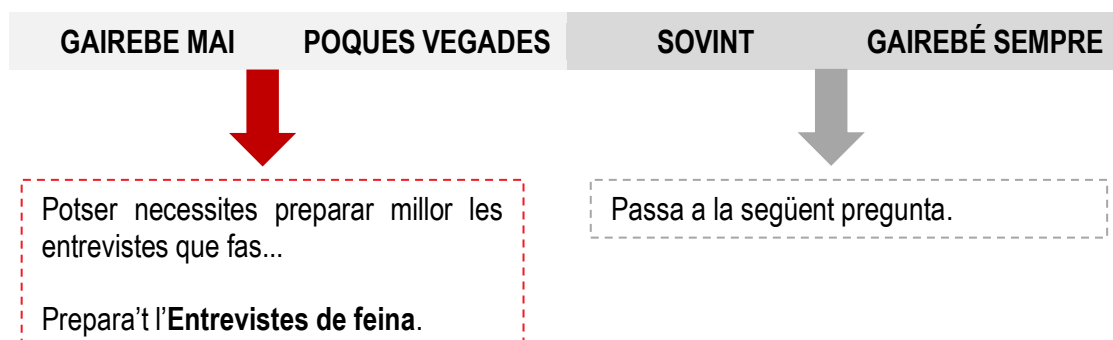 GAIREBE MAI POQUES VEGADES SOVINT GAIREBÉ SEMPRE
Potser necessites preparar millor les
entrevistes que fas...
Prepara't l'Entrevistes de feina.
Passa a la següent pregunta.